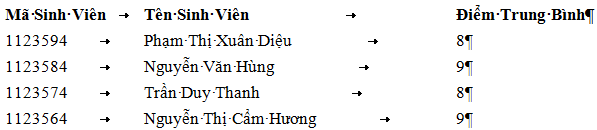 Mã Sinh Viên → Tên Sinh Viên → Điểm Trung Bình¶
1123594 → Phạm Thị Xuân Diệu → 8¶
1123584 → Nguyễn Văn Hùng → 9¶
1123574 → Trần Duy Thanh → 8¶
1123564 → Nguyễn Thị Cẩm Hương → 9¶